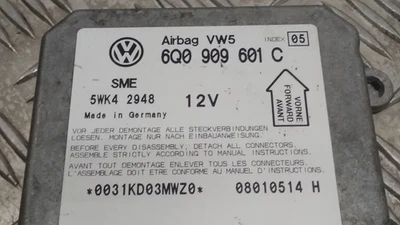 Airbag VW5 INDEX 05
6Q0 909 601 C
SME
5WK4 2948 12V
Made in Germany
VORNE
FORWARD
AVANT
VOR JEDER DEMONTAGE ALLE STECKVERBINDUNGEN
LOESEN. MONTAGE NUR NACH EINBAUANWEISUNG!
BEFORE EVERY DISASSEMBLY, DETACH ALL CONNECTORS.
ASSEMBLE STRICTLY ACCORDING TO MANUAL INSTRUCTIONS.
AVANT TOUT DEMONTAGE ENLEVER TOUS LES CONNECTEURS
L'ASSEMBLAGE DOIT ETRE CONFORME AU MANUEL D'INSTRUCTIONS.
*0031KD03MWZ0* 08010514 H